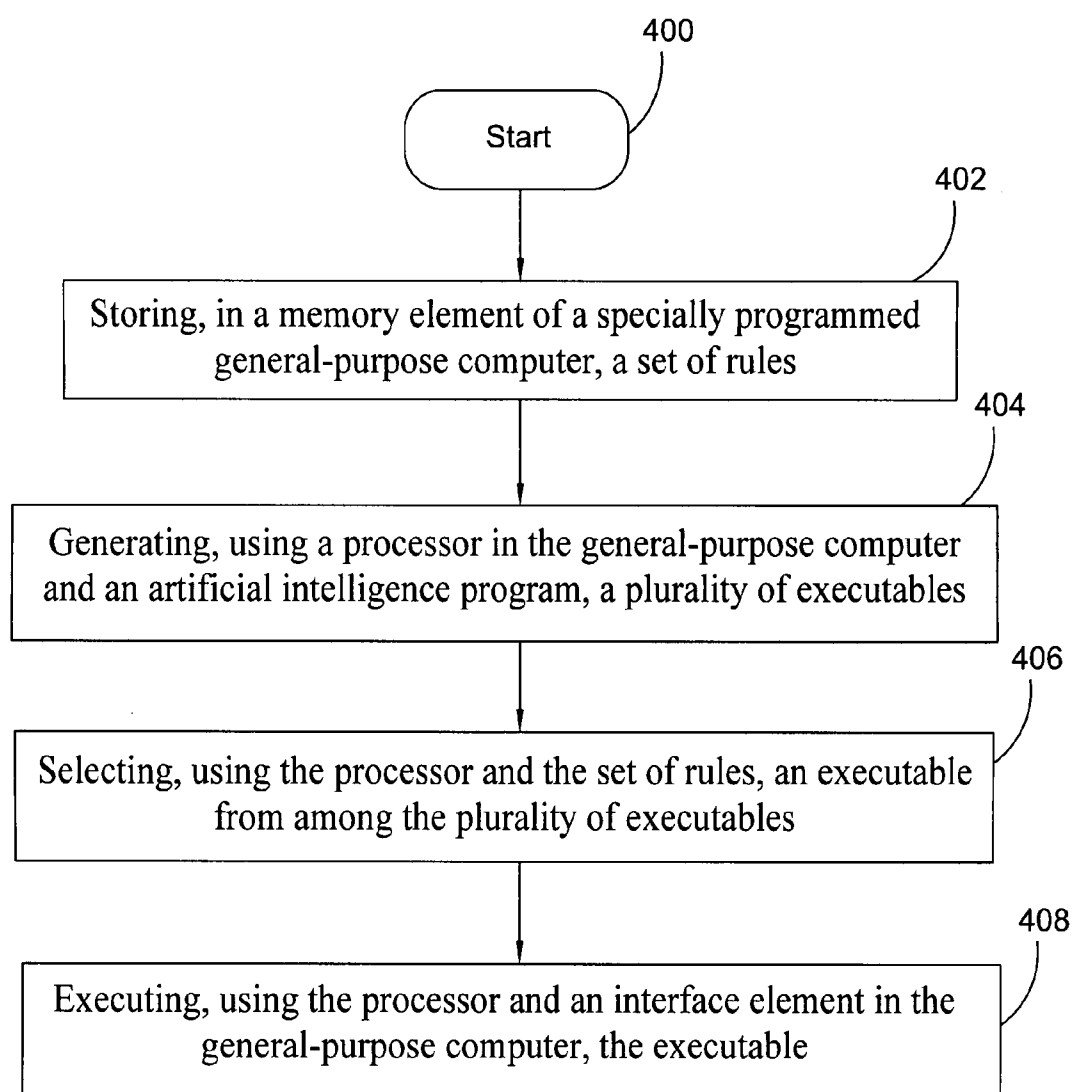 400
Start
402
Storing, in a memory element of a specially programmed
general-purpose computer, a set of rules
404
Generating, using a processor in the general-purpose computer
and an artificial intelligence program, a plurality of executables
406
Selecting, using the processor and the set of rules, an executable
from among the plurality of executables
408
Executing, using the processor and an interface element in the
general-purpose computer, the executable